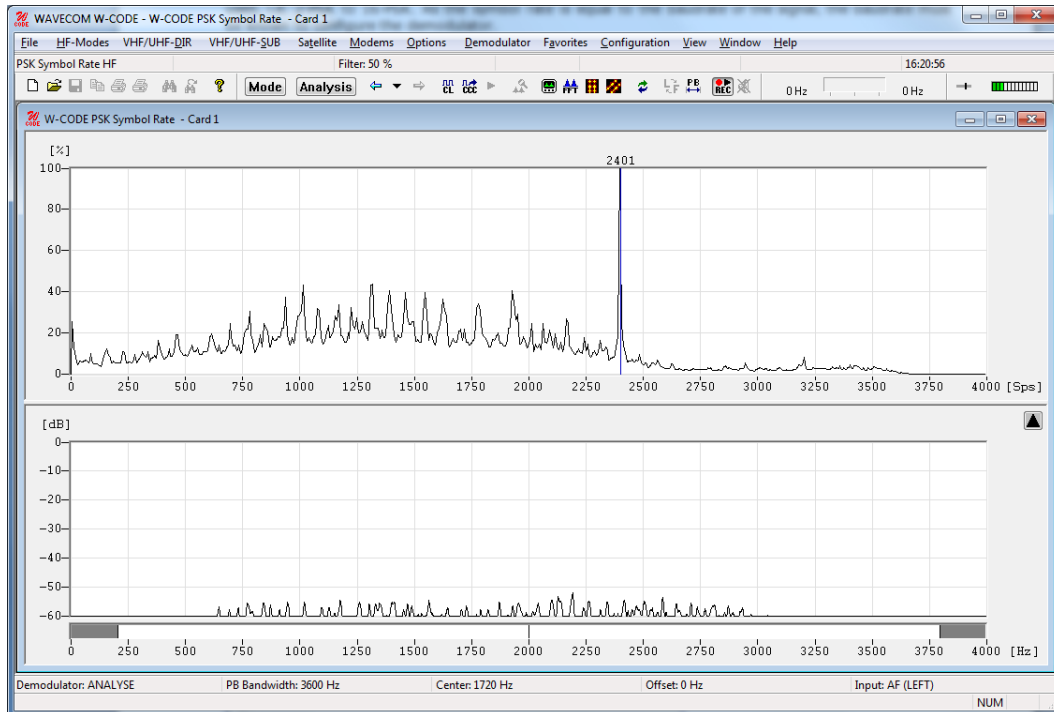 WAVECOM W-CODE - W-CODE PSK Symbol Rate - Card 1
File HF-Modes VHF/UHF-DIR VHF/UHF-SUB Satellite Modems Options Demodulator Favorites Configuration View Window Help
PSK Symbol Rate HF Filter: 50 % 16:20:56
Mode Analysis CL CCC PB REC 0 Hz 0 Hz
W-CODE PSK Symbol Rate - Card 1
[%]
2401
100
80
60
40
20
0
0 250 500 750 1000 1250 1500 1750 2000 2250 2500 2750 3000 3250 3500 3750 4000 [Sps]
[dB]
0
-10
-20
-30
-40
-50
-60
0 250 500 750 1000 1250 1500 1750 2000 2250 2500 2750 3000 3250 3500 3750 4000 [Hz]
Demodulator: ANALYSE PB Bandwidth: 3600 Hz Center: 1720 Hz Offset: 0 Hz Input: AF (LEFT)
NUM